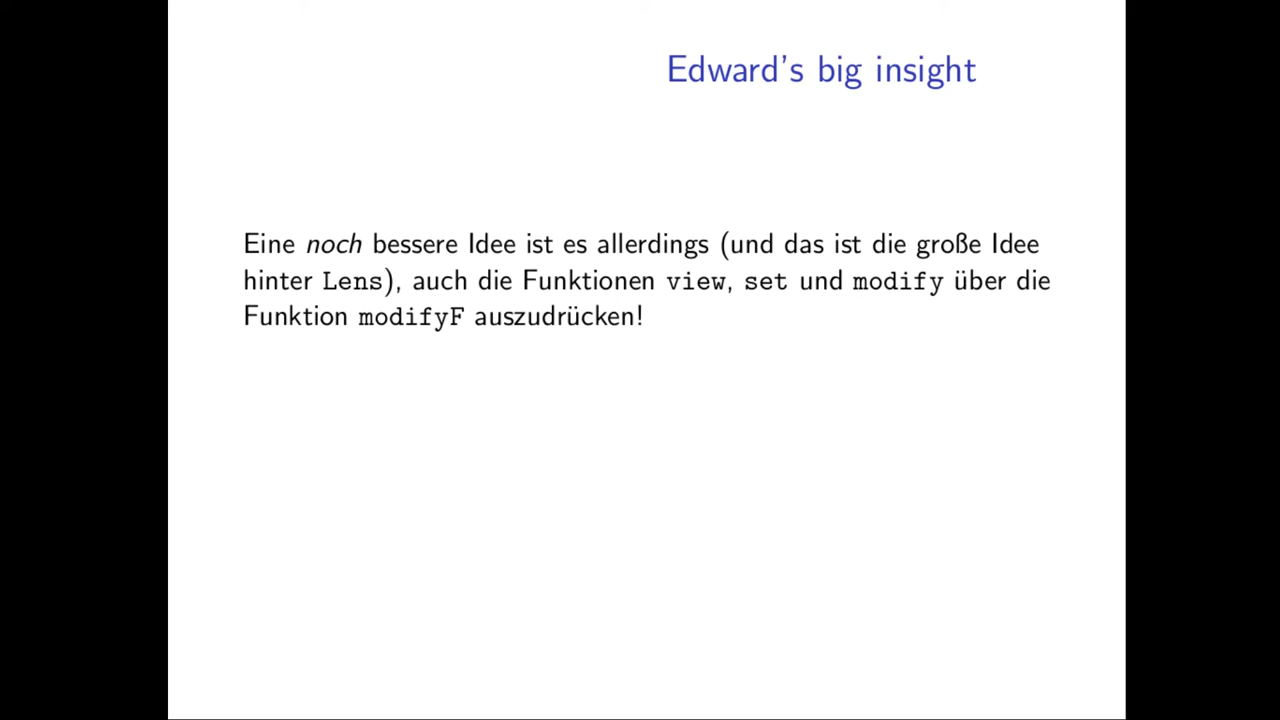 Edward's big insight
Eine noch bessere Idee ist es allerdings (und das ist die große Idee
hinter Lens), auch die Funktionen view, set und modify über die
Funktion modifyF auszudrücken!